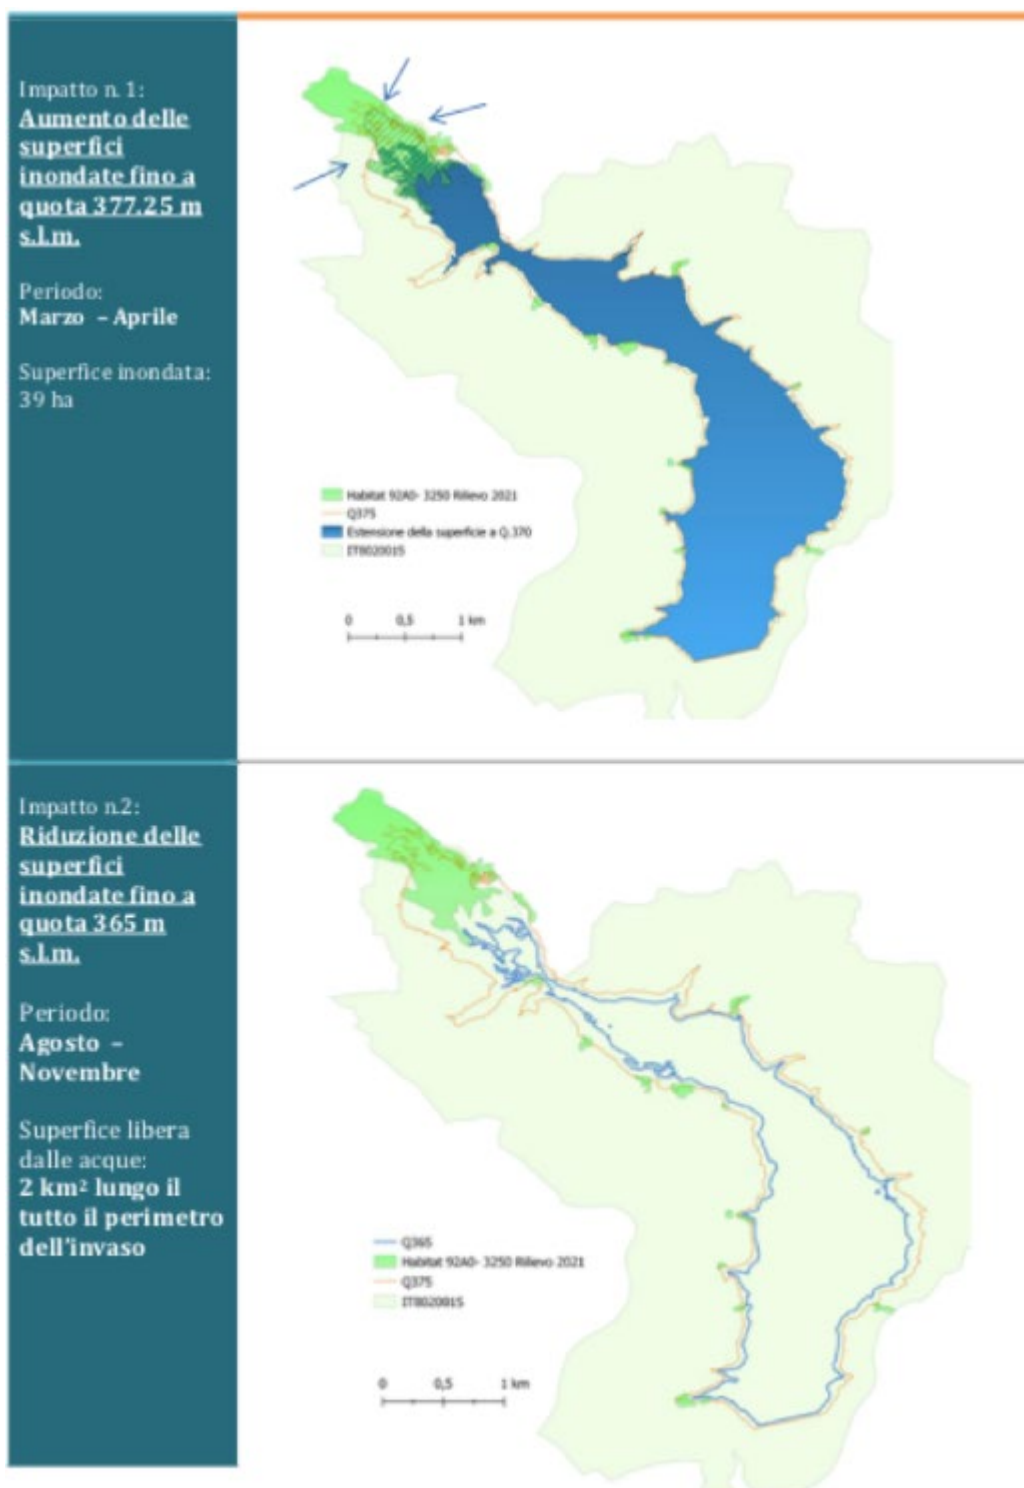 Impatto n. 1:
Aumento delle
superfici
inondate fino a
quota 377.25 m
s.l.m.
Periodo:
Marzo – Aprile
Superfice inondata:
39 ha
Habitat 92A0- 3250 Rilievo 2021
Q375
Estensione della superficie a Q.370
IT8020015
0 0,5 1 km
Impatto n.2:
Riduzione delle
superfici
inondate fino a
quota 365 m
s.l.m.
Periodo:
Agosto –
Novembre
Superfice libera
dalle acque:
2 km² lungo il
tutto il perimetro
dell'invaso
Q365
Habitat 92A0- 3250 Rilievo 2021
Q375
IT8020015
0 0,5 1 km